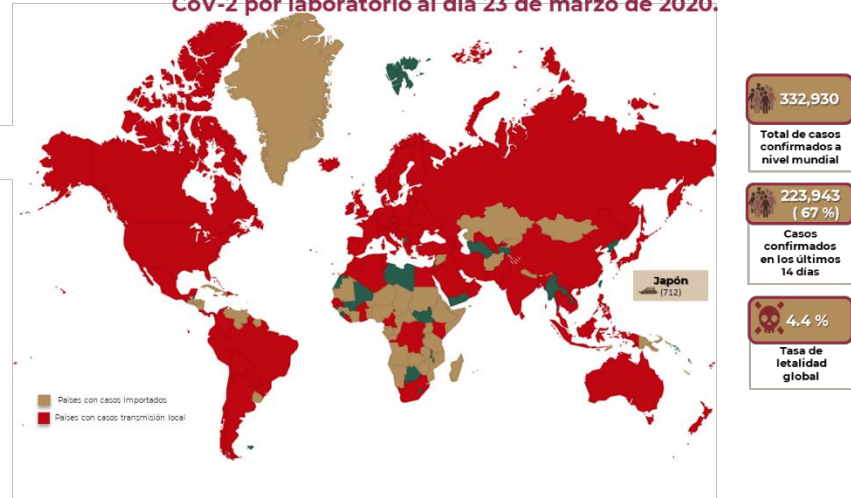 CoV-2 por laboratorio al día 23 de marzo de 2020.
332,930
Total de casos
confirmados a
nivel mundial
223,943
( 67 %)
Casos
confirmados
en los últimos
14 días
Japón
(712)
4.4 %
Tasa de
letalidad
global
Países con casos importados
Países con casos transmisión local